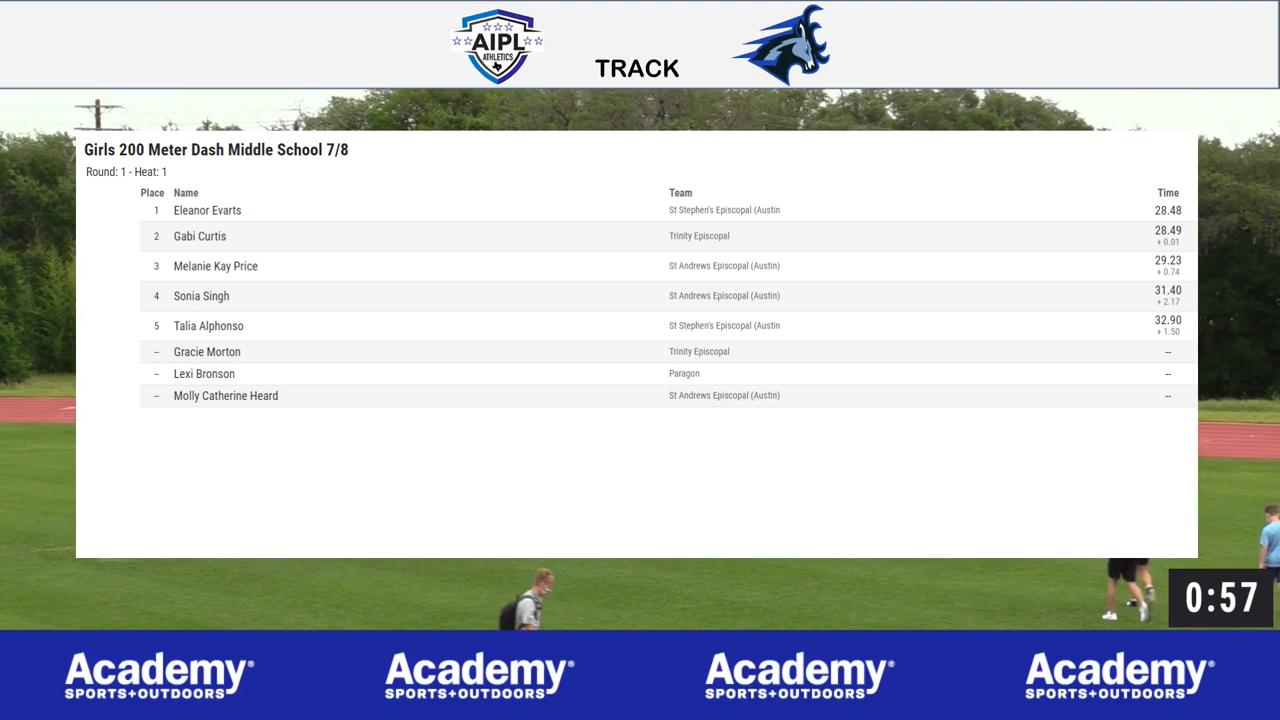 AIPL
ATHLETICS
TRACK
Girls 200 Meter Dash Middle School 7/8
Round: 1 - Heat: 1
Place Name Team Time
1 Eleanor Evarts St Stephen's Episcopal (Austin 28.48
2 Gabi Curtis Trinity Episcopal 28.49
+ 0.01
3 Melanie Kay Price St Andrews Episcopal (Austin) 29.23
+ 0.74
4 Sonia Singh St Andrews Episcopal (Austin) 31.40
+ 2.17
5 Talia Alphonso St Stephen's Episcopal (Austin 32.90
+ 1.50
-- Gracie Morton Trinity Episcopal --
-- Lexi Bronson Paragon --
-- Molly Catherine Heard St Andrews Episcopal (Austin) --
0:57
Academy® Academy® Academy® Academy®
SPORTS+OUTDOORS SPORTS+OUTDOORS SPORTS+OUTDOORS SPORTS+OUTDOORS